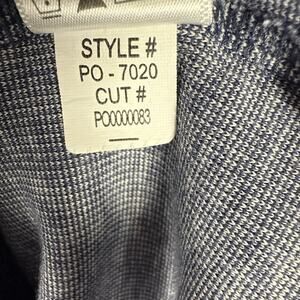 STYLE #
PO - 7020
CUT #
PO0000083